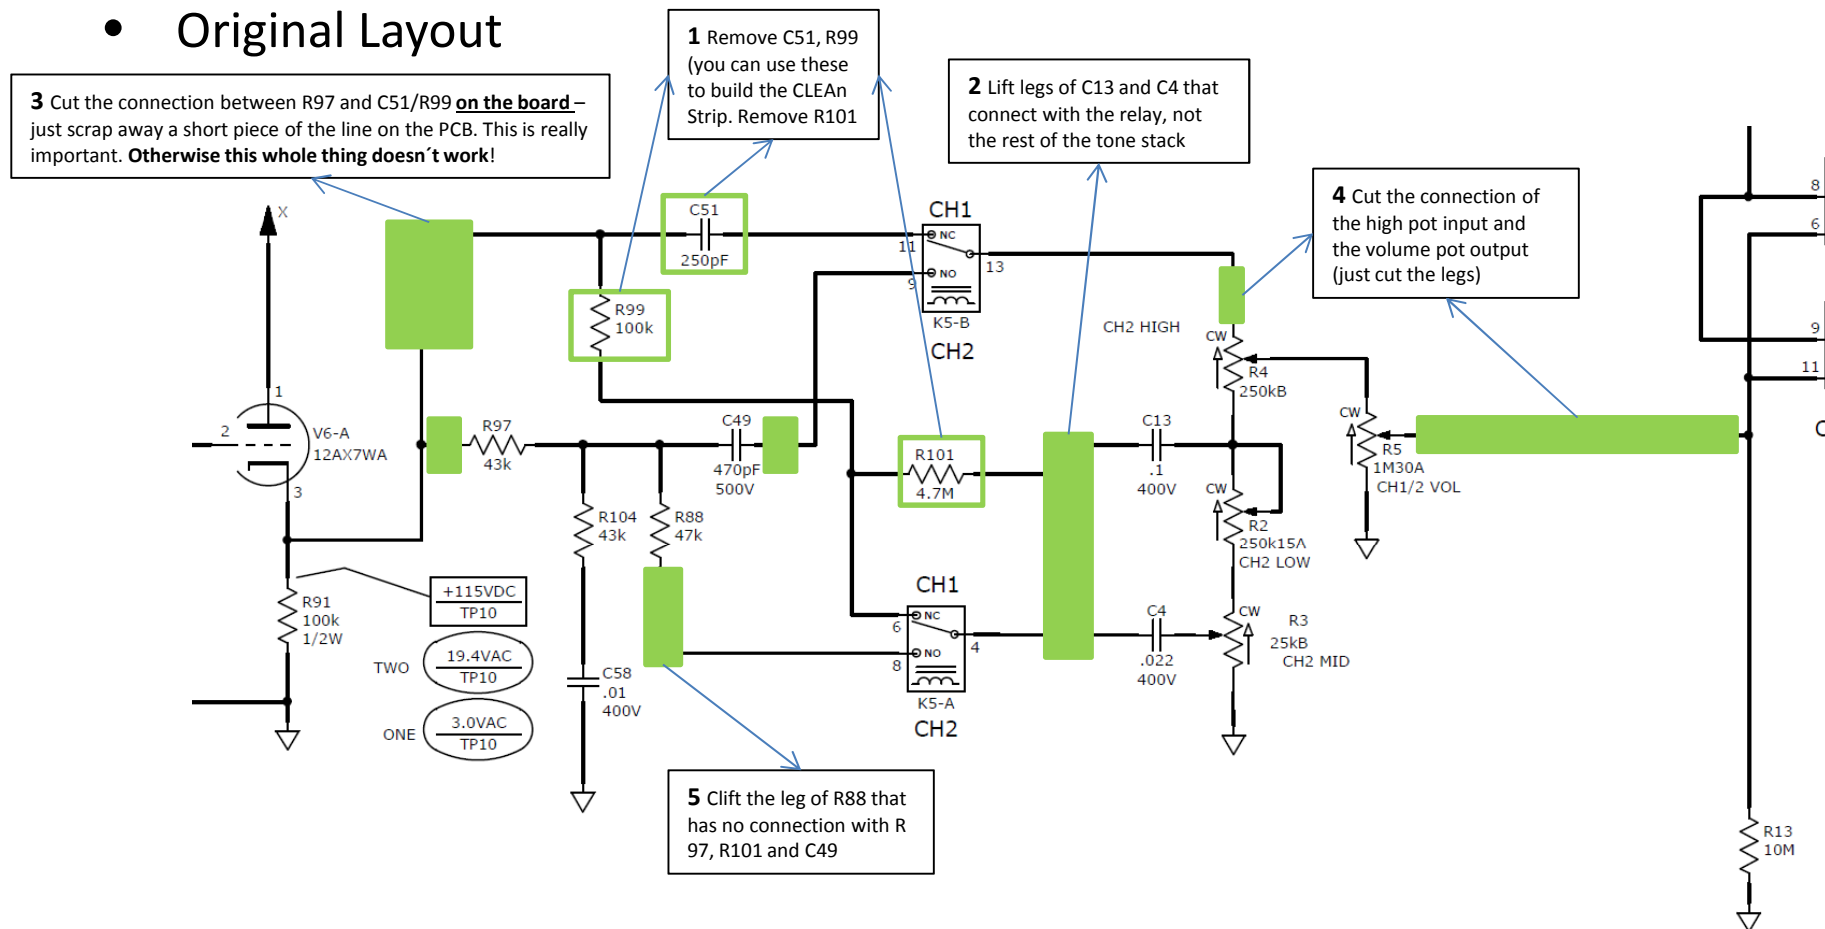 • Original Layout
1 Remove C51, R99
(you can use these
to build the CLEAn
Strip. Remove R101
2 Lift legs of C13 and C4 that
connect with the relay, not
the rest of the tone stack
3 Cut the connection between R97 and C51/R99 on the board –
just scrap away a short piece of the line on the PCB. This is really
important. Otherwise this whole thing doesn´t work!
4 Cut the connection of
the high pot input and
the volume pot output
(just cut the legs)
X
C51
250pF
CH1
11
NC
13
NO
9
K5-B
CH2
R99
100k
CH2 HIGH
CW
R4
250kB
8
6
9
11
C
1
2
V6-A
12AX7WA
3
R97
43k
C49
470pF
500V
R101
4.7M
C13
.1
400V
CW
R5
1M30A
CH1/2 VOL
CW
R2
250k15A
CH2 LOW
R104
43k
R88
47k
R91
100k
1/2W
+115VDC
TP10
TWO
19.4VAC
TP10
ONE
3.0VAC
TP10
C58
.01
400V
CH1
6
NC
4
8
NO
K5-A
CH2
C4
.022
400V
CW
R3
25kB
CH2 MID
5 Clift the leg of R88 that
has no connection with R
97, R101 and C49
R13
10M